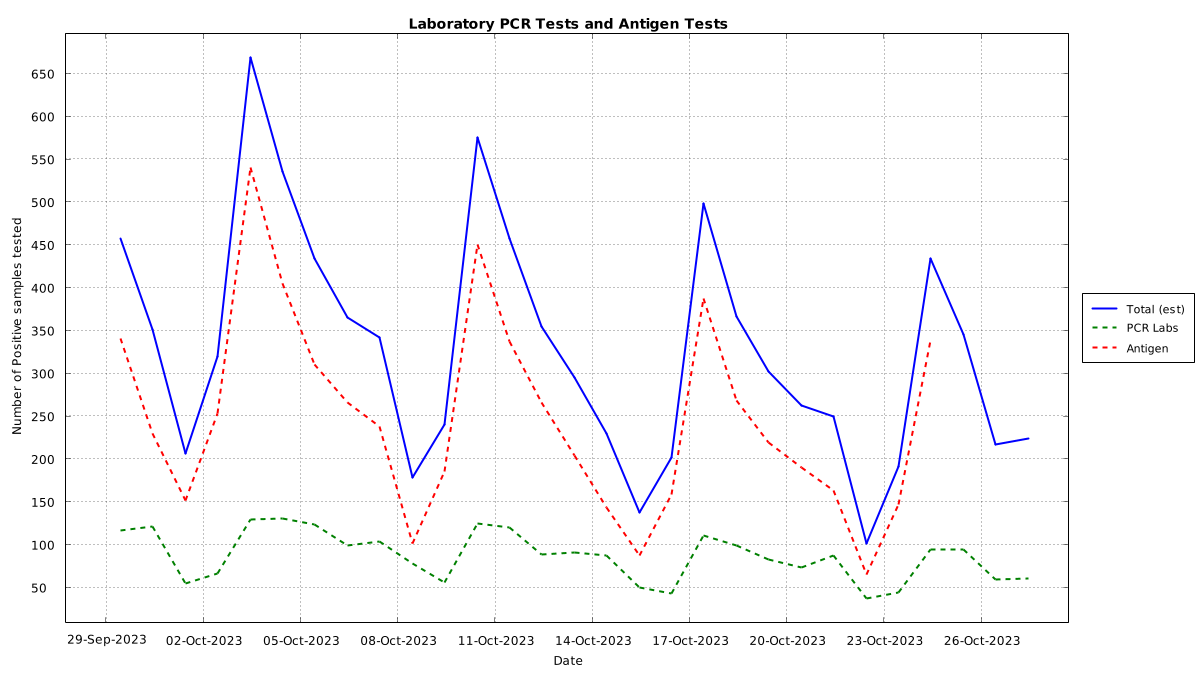 Laboratory PCR Tests and Antigen Tests
650
600
550
500
450
400
350
300
250
200
150
100
50
Number of Positive samples tested
29-Sep-2023 02-Oct-2023 05-Oct-2023 08-Oct-2023 11-Oct-2023 14-Oct-2023 17-Oct-2023 20-Oct-2023 23-Oct-2023 26-Oct-2023
Date
Total (est)
PCR Labs
Antigen